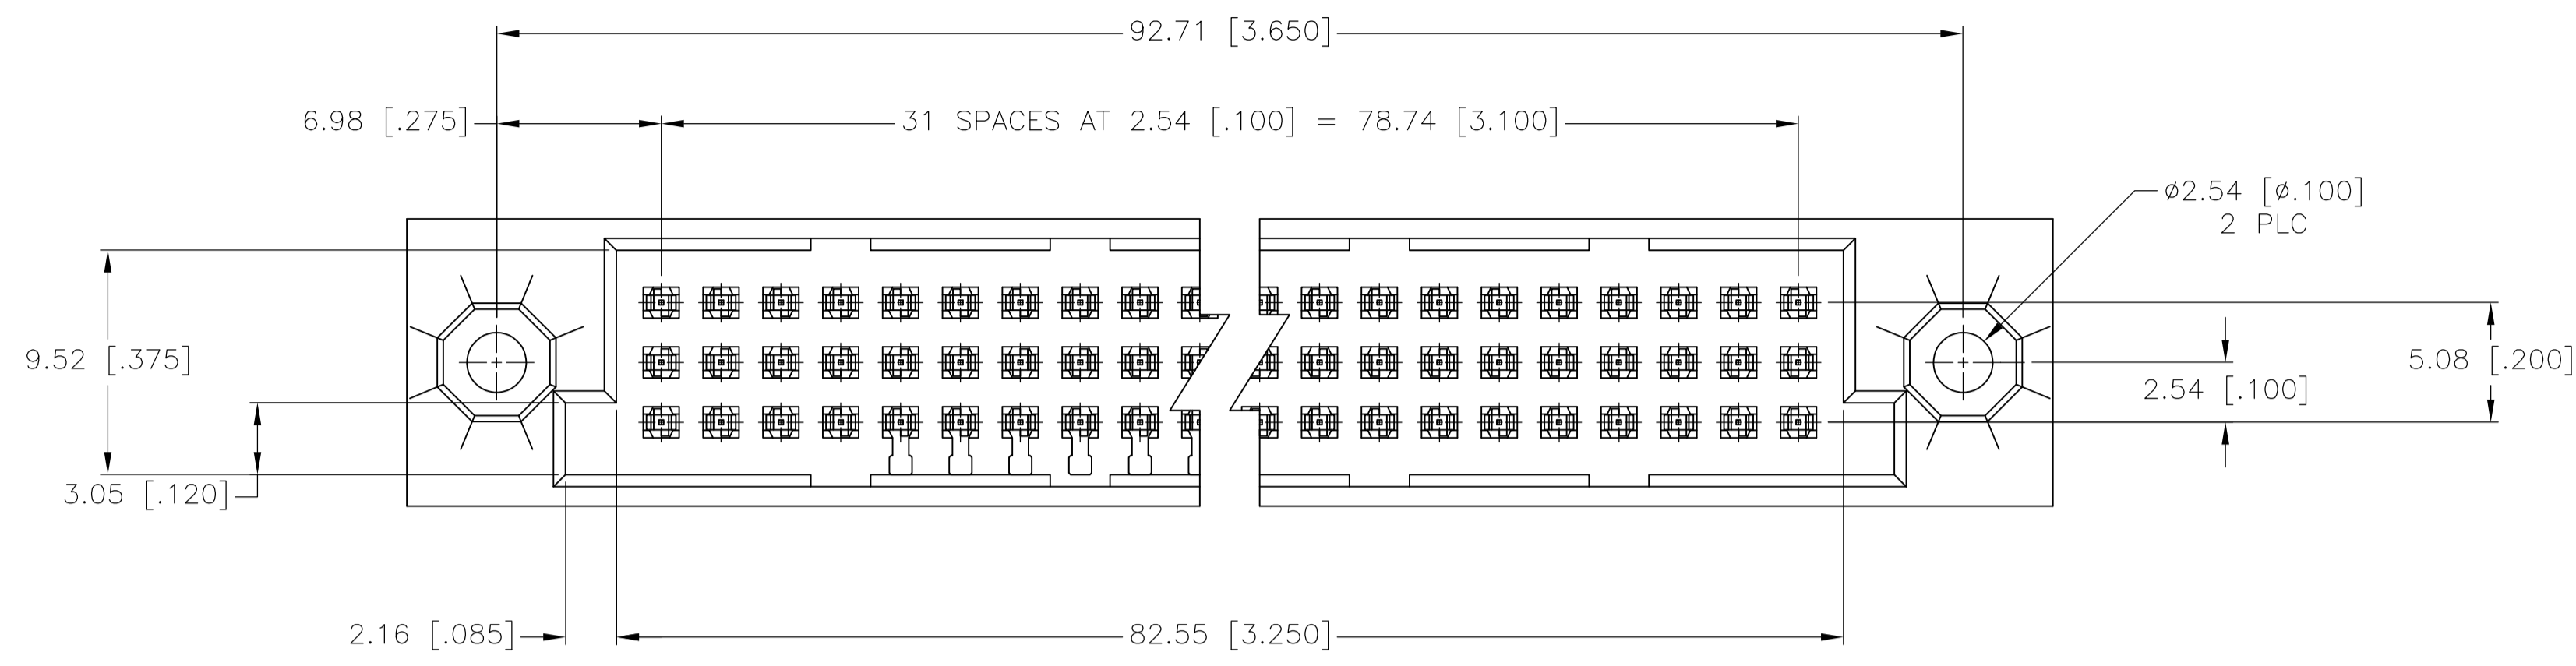 92.71 [3.650]
6.98 [.275]
31 SPACES AT 2.54 [.100] = 78.74 [3.100]
ø2.54 [ø.100]
2 PLC
9.52 [.375]
5.08 [.200]
2.54 [.100]
3.05 [.120]
2.16 [.085]
82.55 [3.250]